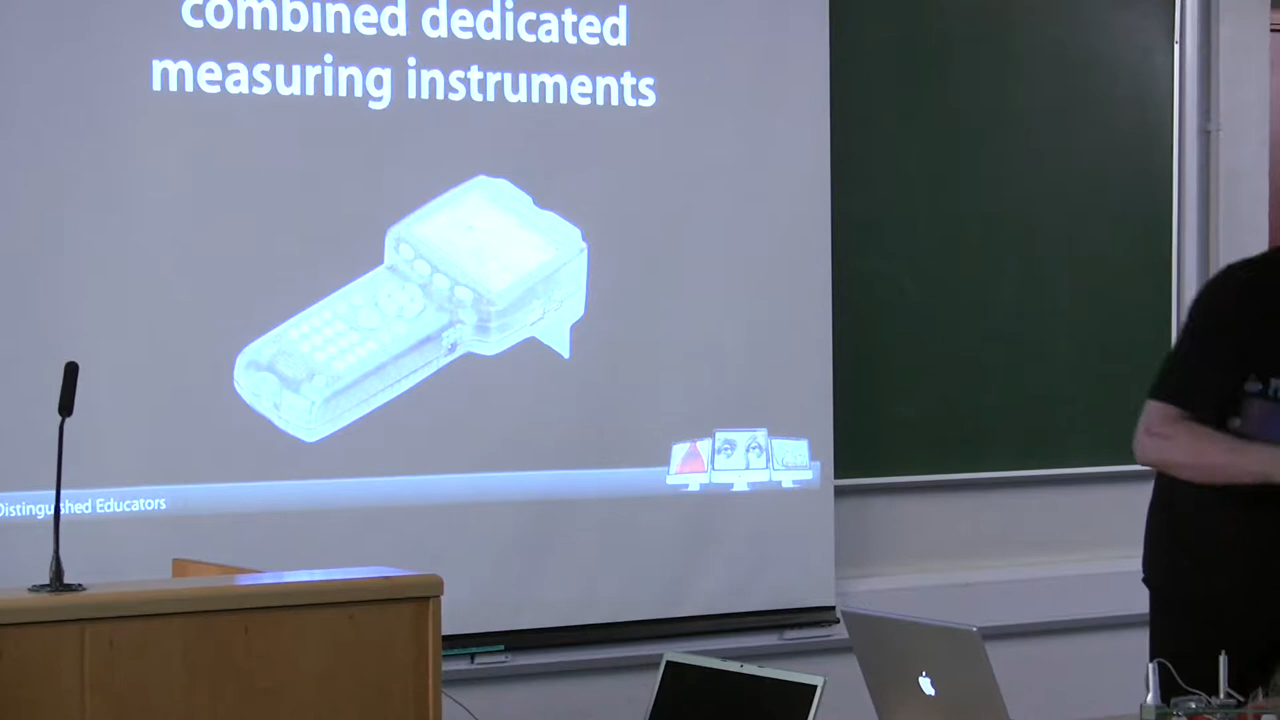 combined dedicated
measuring instruments
Distinguished Educators